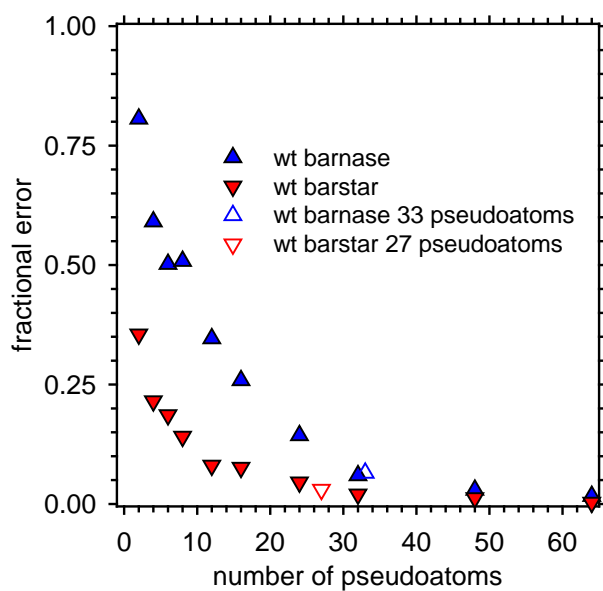 1.00
0.75
0.50
0.25
0.00
fractional error
wt barnase
wt barstar
wt barnase 33 pseudoatoms
wt barstar 27 pseudoatoms
0 10 20 30 40 50 60
number of pseudoatoms